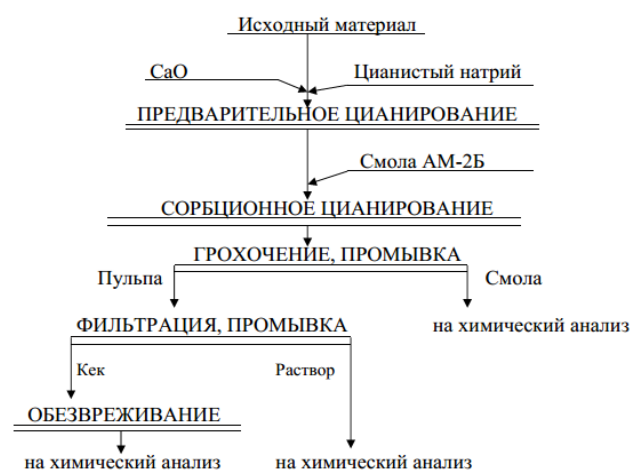 Исходный материал
CaO
Цианистый натрий
ПРЕДВАРИТЕЛЬНОЕ ЦИАНИРОВАНИЕ
Смола АМ-2Б
СОРБЦИОННОЕ ЦИАНИРОВАНИЕ
ГРОХОЧЕНИЕ, ПРОМЫВКА
Пульпа
Смола
ФИЛЬТРАЦИЯ, ПРОМЫВКА
на химический анализ
Кек
Раствор
ОБЕЗВРЕЖИВАНИЕ
на химический анализ
на химический анализ